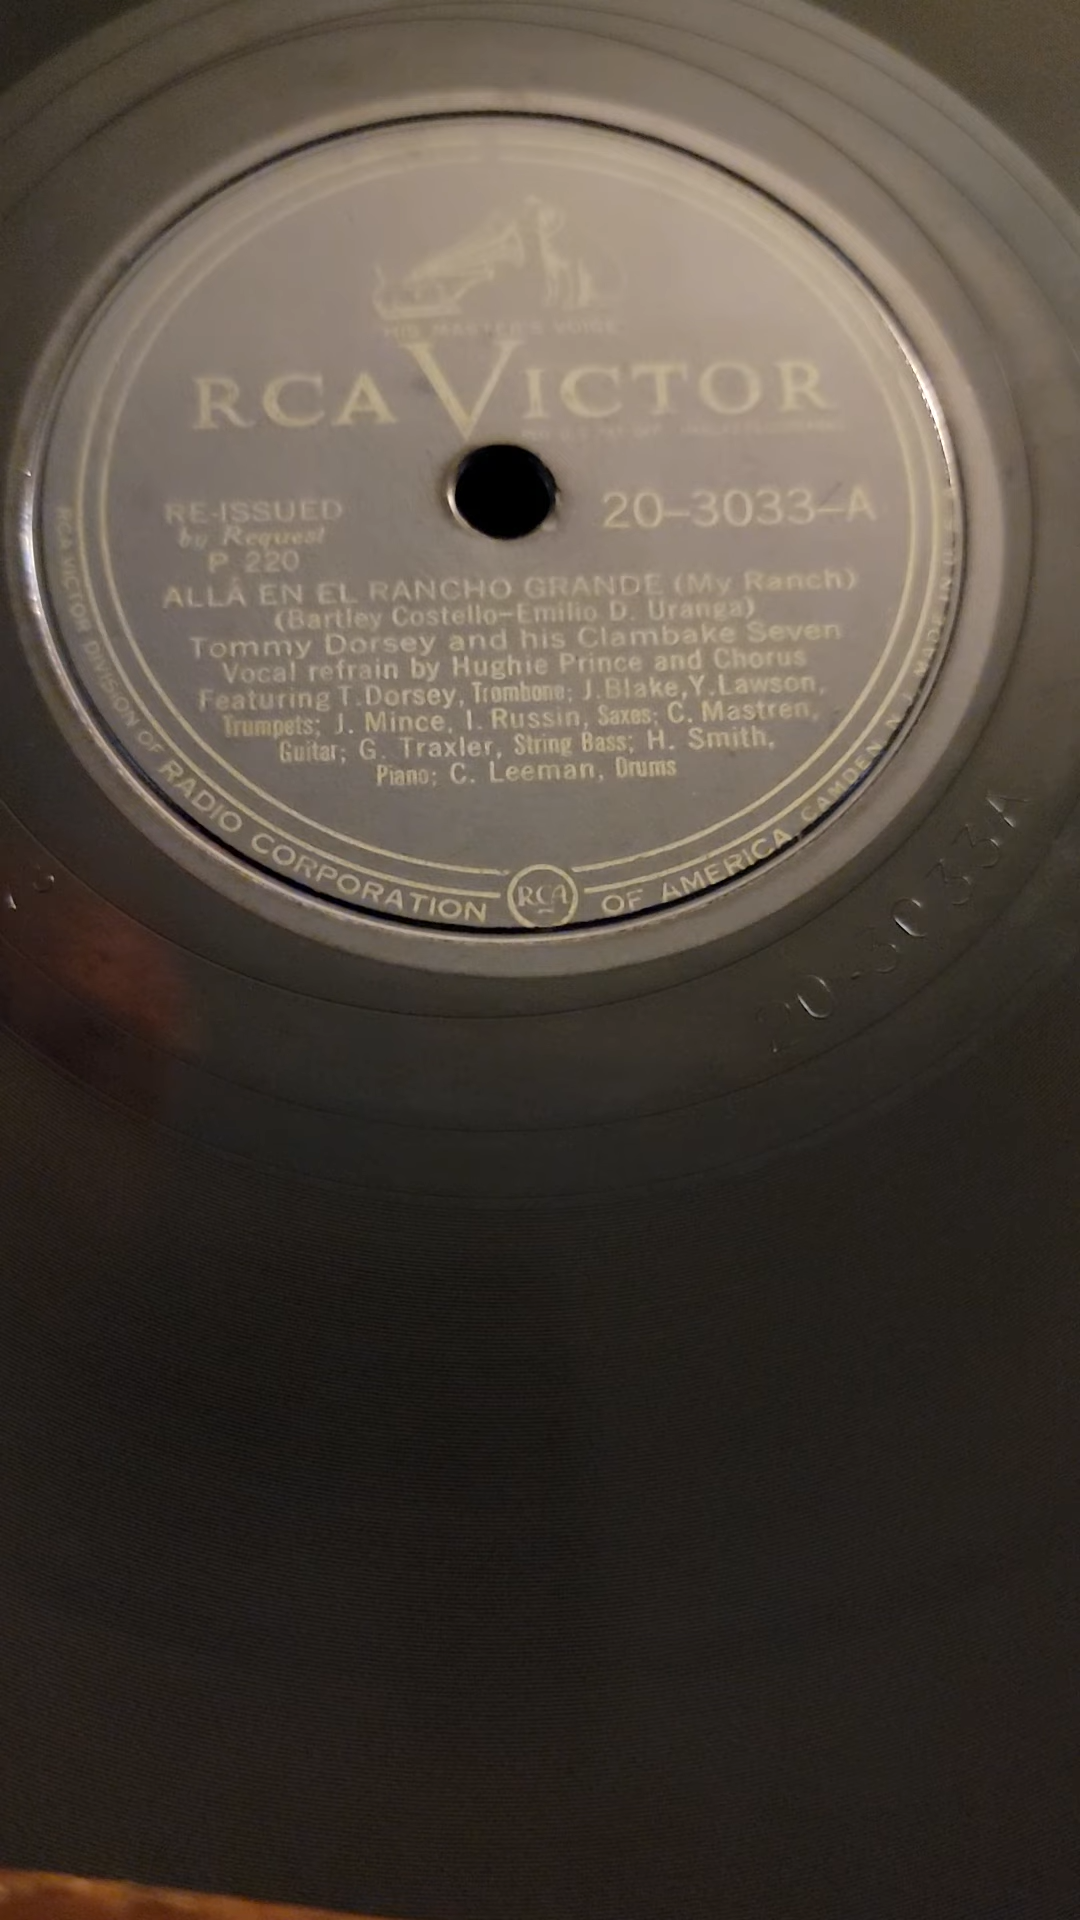 "HIS MASTER'S VOICE"
RCA VICTOR
RE-ISSUED
by Request
P 220
20-3033-A
ALLÁ EN EL RANCHO GRANDE (My Ranch)
(Bartley Costello-Emilio D. Uranga)
Tommy Dorsey and his Clambake Seven
Vocal refrain by Hughie Prince and Chorus
Featuring T. Dorsey, Trombone; J. Blake, Y. Lawson,
Trumpets; J. Mince, I. Russin, Saxes; C. Mastren,
Guitar; G. Traxler, String Bass; H. Smith,
Piano; C. Leeman, Drums
RCA VICTOR DIVISION OF RADIO CORPORATION OF AMERICA, CAMDEN, N. J. MADE IN U. S. A.
RCA
20-3033A